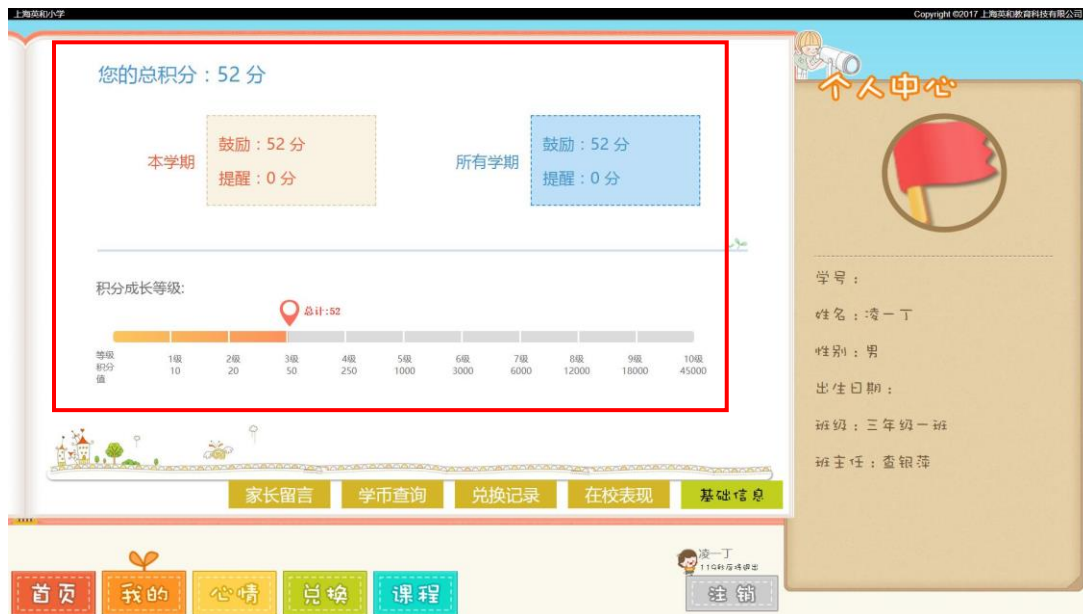 上海英和小学
Copyright ©2017 上海英和教育科技有限公司
您的总积分：52 分
本学期
鼓励：52 分
提醒：0 分
所有学期
鼓励：52 分
提醒：0 分
积分成长等级:
总计:52
等级 1级 2级 3级 4级 5级 6级 7级 8级 9级 10级
积分值 10 20 50 250 1000 3000 6000 12000 18000 45000
家长留言 学币查询 兑换记录 在校表现 基础信息
个人中心
学号：
姓名：凌一丁
性别：男
出生日期：
班级：三年级一班
班主任：查银萍
凌一丁
119秒后将退出
首页 我的 心情 兑换 课程 注销